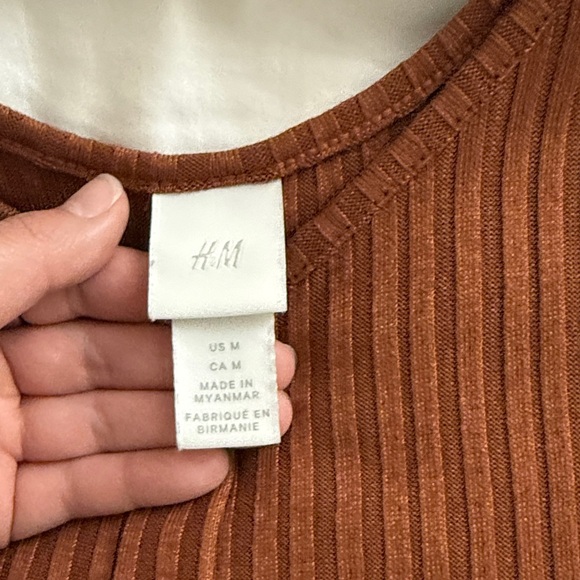 H&M
US M
CA M
MADE IN
MYANMAR
FABRIQUÉ EN
BIRMANIE